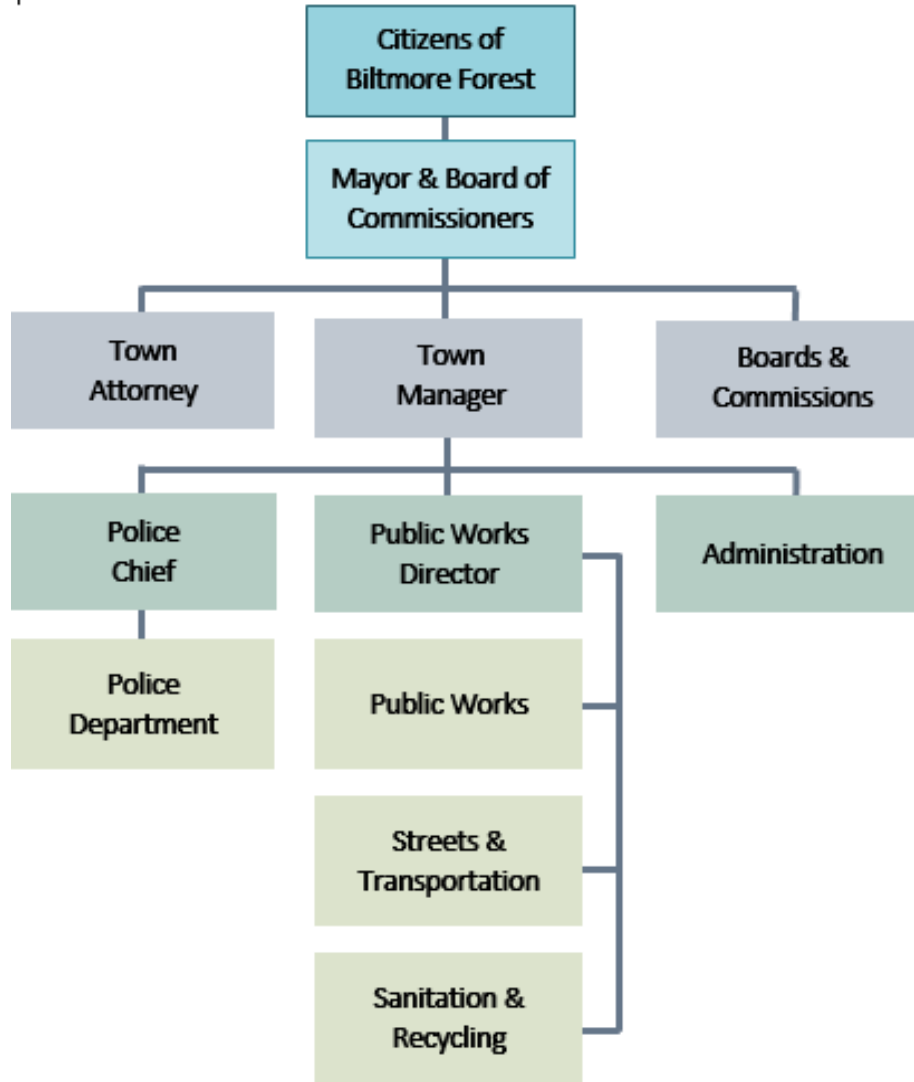 Citizens of
Biltmore Forest
Mayor & Board of
Commissioners
Town
Attorney
Town
Manager
Boards &
Commissions
Police
Chief
Public Works
Director
Administration
Police
Department
Public Works
Streets &
Transportation
Sanitation &
Recycling